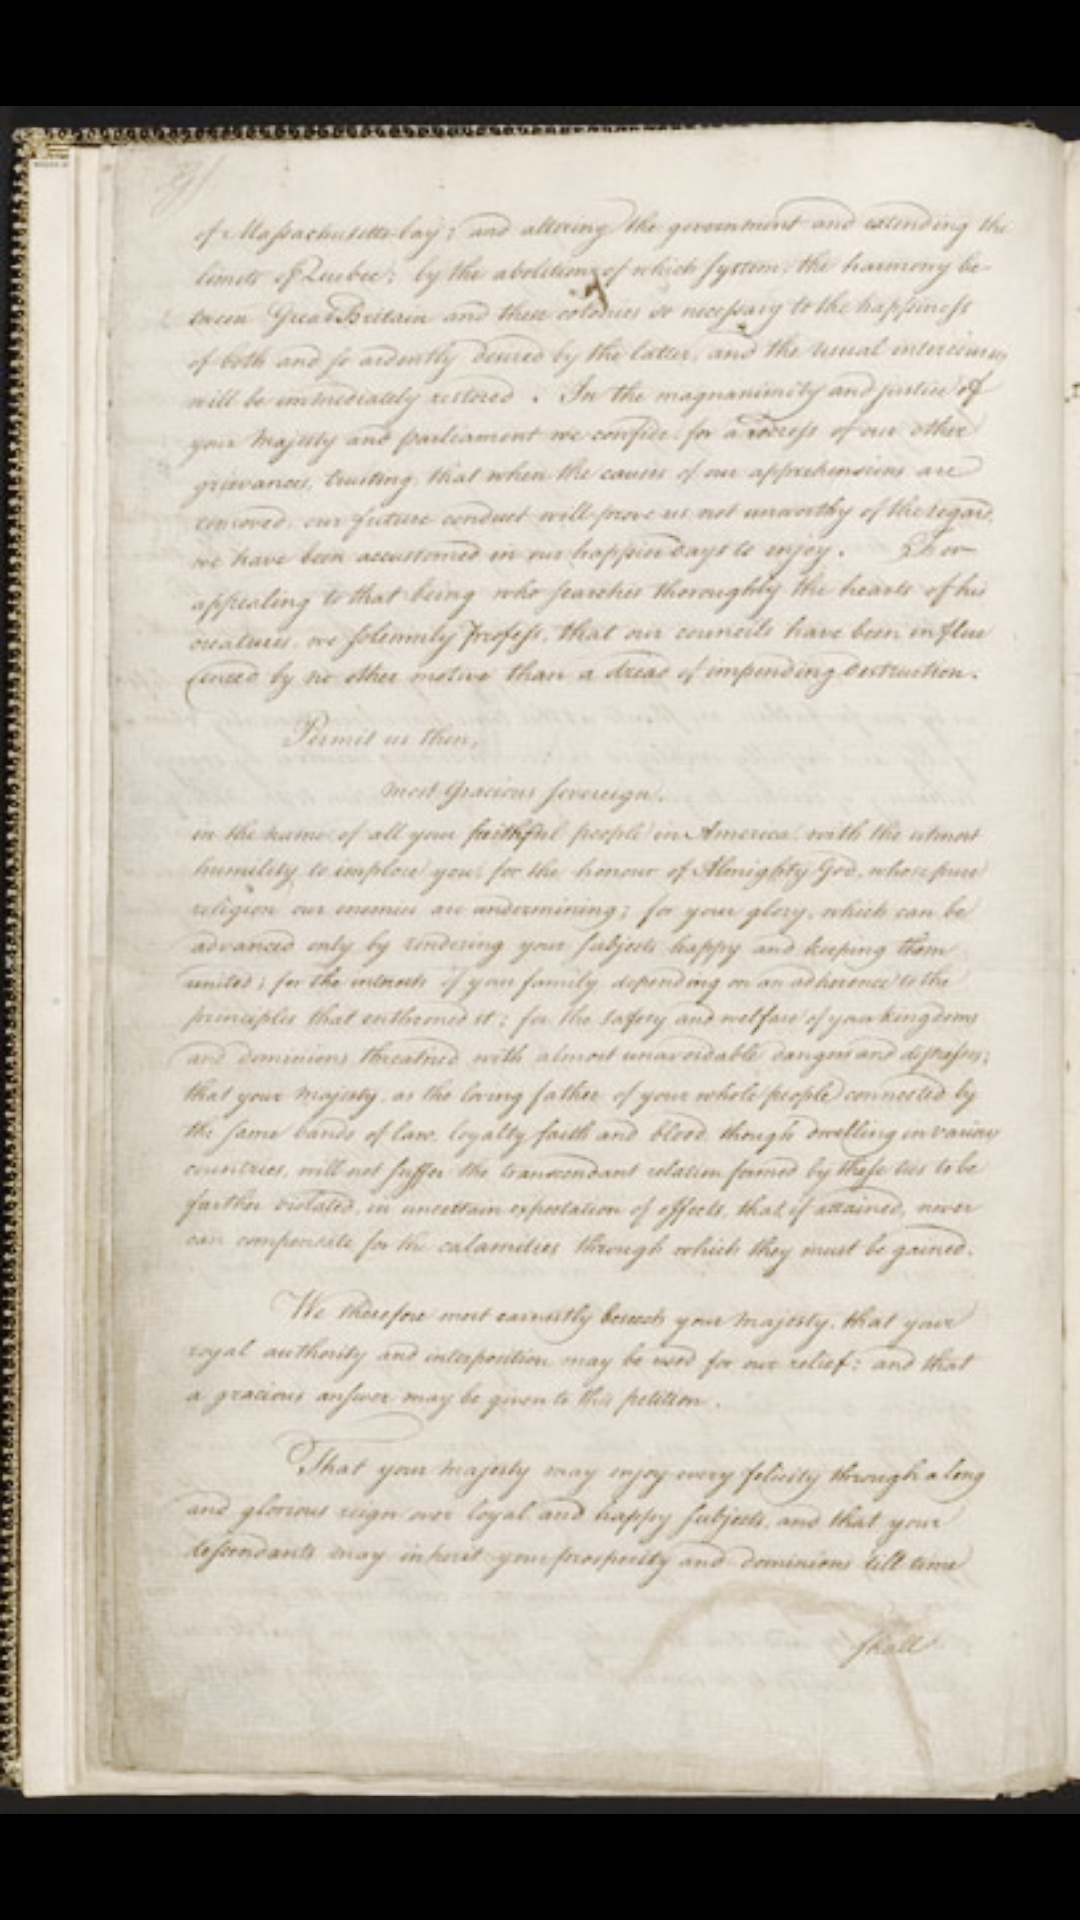 of Massachusetts-bay; and altering the government and extending the
limits of Quebec; by the abolition of which system, the harmony be-
tween Great Britain and these colonies so necessary to the happiness
of both and so ardently desired by the latter, and the usual intercourses
will be immediately restored. In the magnanimity and justice of
your Majesty and parliament we confide, for a redress of our other
grievances, trusting, that when the causes of our apprehensions are
removed, our future conduct will prove us not unworthy of the regard,
we have been accustomed in our happier days to enjoy. For
appealing to that being who searches thoroughly the hearts of his
creatures, we solemnly profess, that our councils have been influ
enced by no other motive than a dread of impending destruction.
Permit us then,
most Gracious sovereign,
in the name of all your faithful people in America, with the utmost
humility to implore you, for the honour of Almighty God, whose pure
religion our enemies are undermining; for your glory, which can be
advanced only by rendering your subjects happy and keeping them
united; for the interests of your family depending on an adherence to the
principles that enthroned it; for the safety and welfare of your kingdoms
and dominions threatned with almost unavoidable dangers and distresses;
that your majesty, as the loving father of your whole people connected by
the same bands of law, loyalty faith and blood, though dwelling in various
countries, will not suffer the transcendant relation formed by these ties to be
farther violated, in uncertain expectation of effects, that, if attained, never
can compensate for the calamities through which they must be gained.
We therefore most earnestly beseech your majesty, that your
royal authority and interposition may be used for our relief; and that
a gracious answer may be given to this petition.
That your majesty may enjoy every felicity through a long
and glorious reign over loyal and happy subjects, and that your
descendants may inherit your prosperity and dominions till time
shall